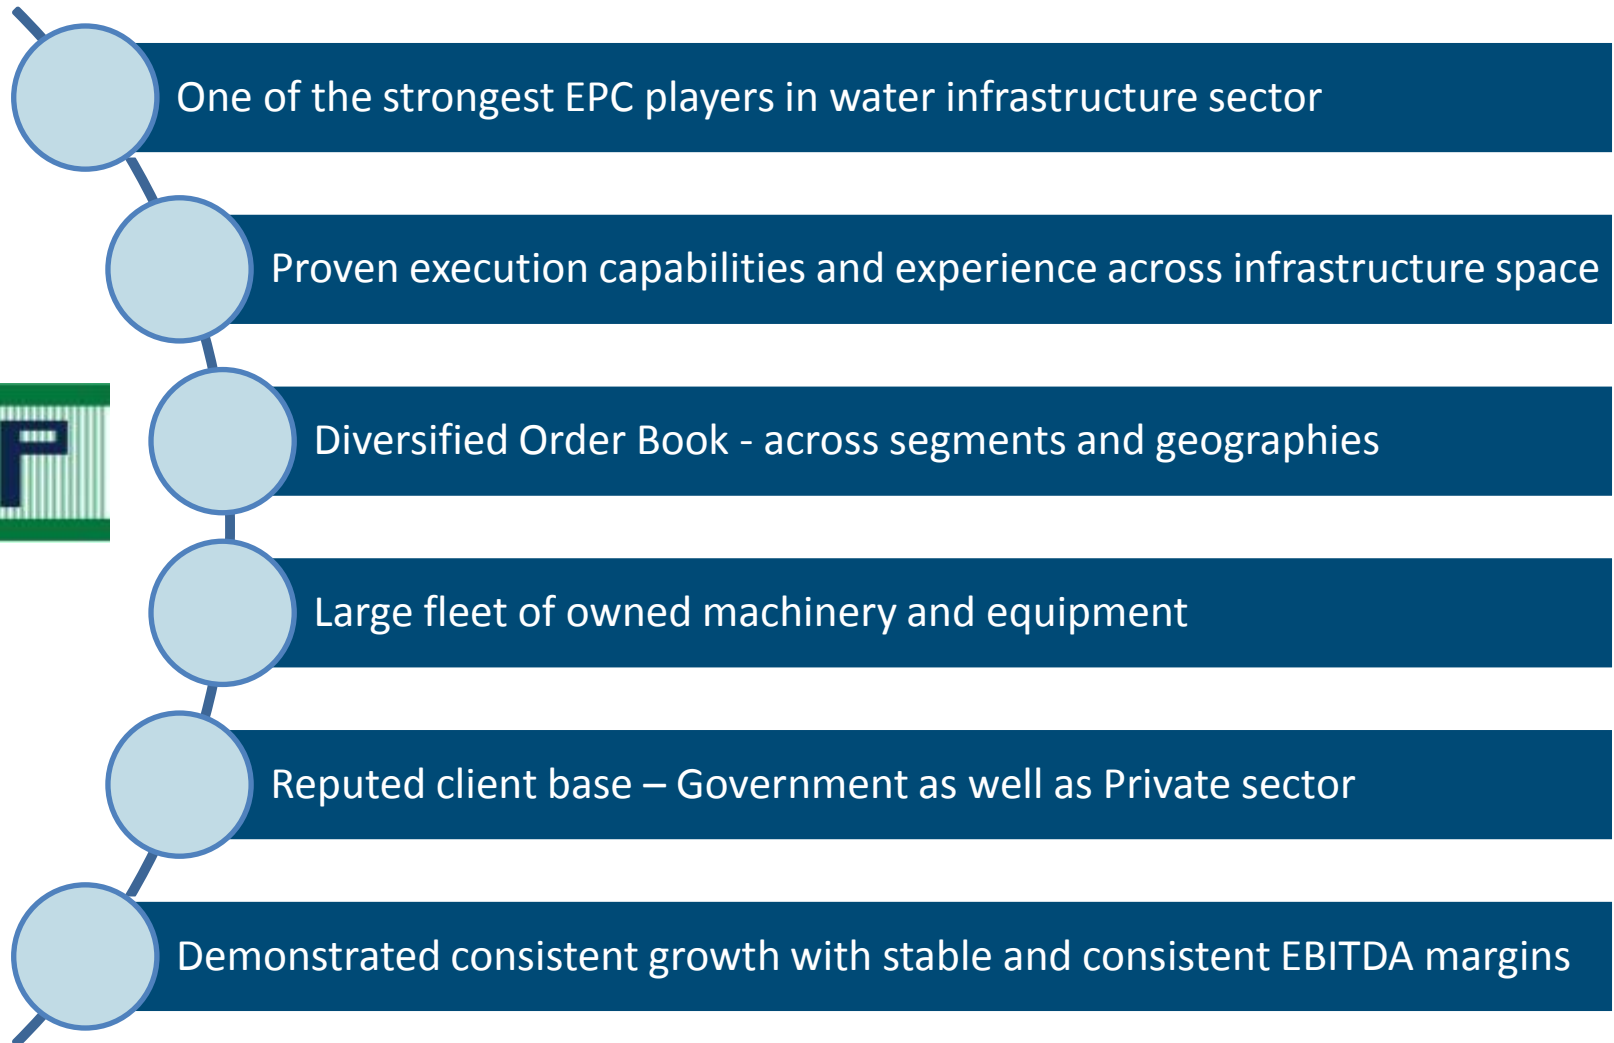 One of the strongest EPC players in water infrastructure sector
Proven execution capabilities and experience across infrastructure space
P
Diversified Order Book - across segments and geographies
Large fleet of owned machinery and equipment
Reputed client base – Government as well as Private sector
Demonstrated consistent growth with stable and consistent EBITDA margins